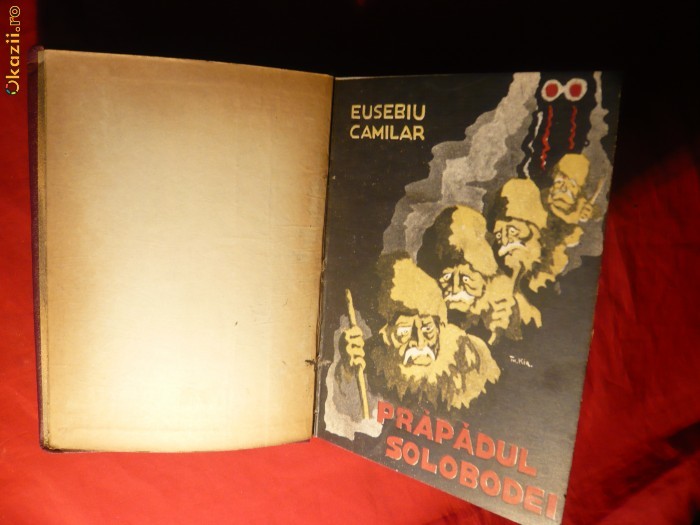 Okazii.ro
EUSEBIU
CAMILAR
PRĂPĂDUL
SOLOBODEI